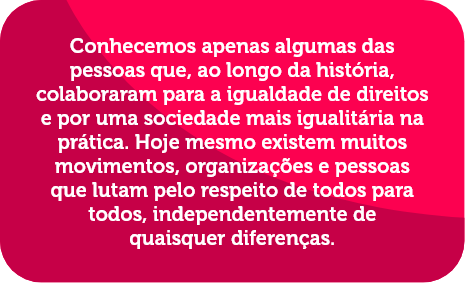 Conhecemos apenas algumas das
pessoas que, ao longo da história,
colaboraram para a igualdade de direitos
e por uma sociedade mais igualitária na
prática. Hoje mesmo existem muitos
movimentos, organizações e pessoas
que lutam pelo respeito de todos para
todos, independentemente de
quaisquer diferenças.